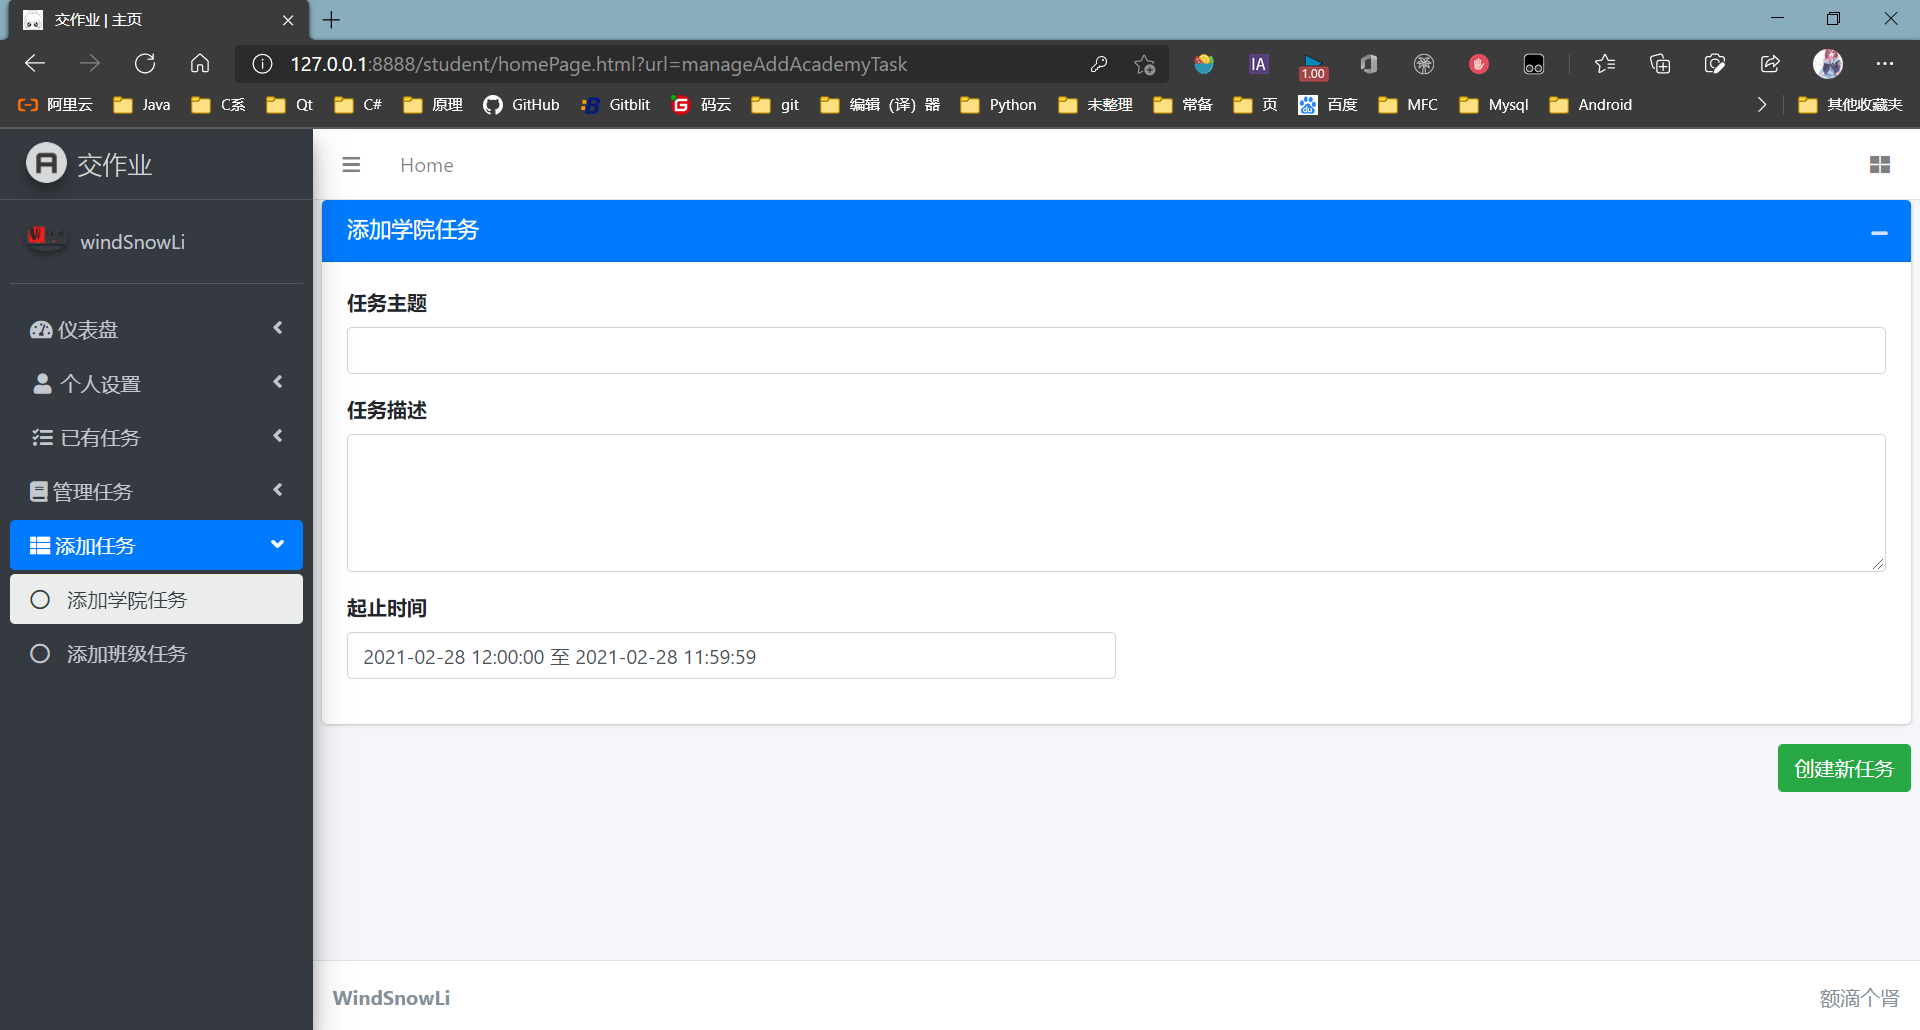 交作业 | 主页
127.0.0.1:8888/student/homePage.html?url=manageAddAcademyTask
IA
1.00
阿里云 Java C系 Qt C# 原理 GitHub Gitblit 码云 git 编辑（译）器 Python 未整理 常备 页 百度 MFC Mysql Android 其他收藏夹
交作业
Home
windSnowLi
添加学院任务
任务主题
仪表盘
个人设置
任务描述
已有任务
管理任务
添加任务
添加学院任务
起止时间
添加班级任务
2021-02-28 12:00:00 至 2021-02-28 11:59:59
创建新任务
WindSnowLi
额滴个肾